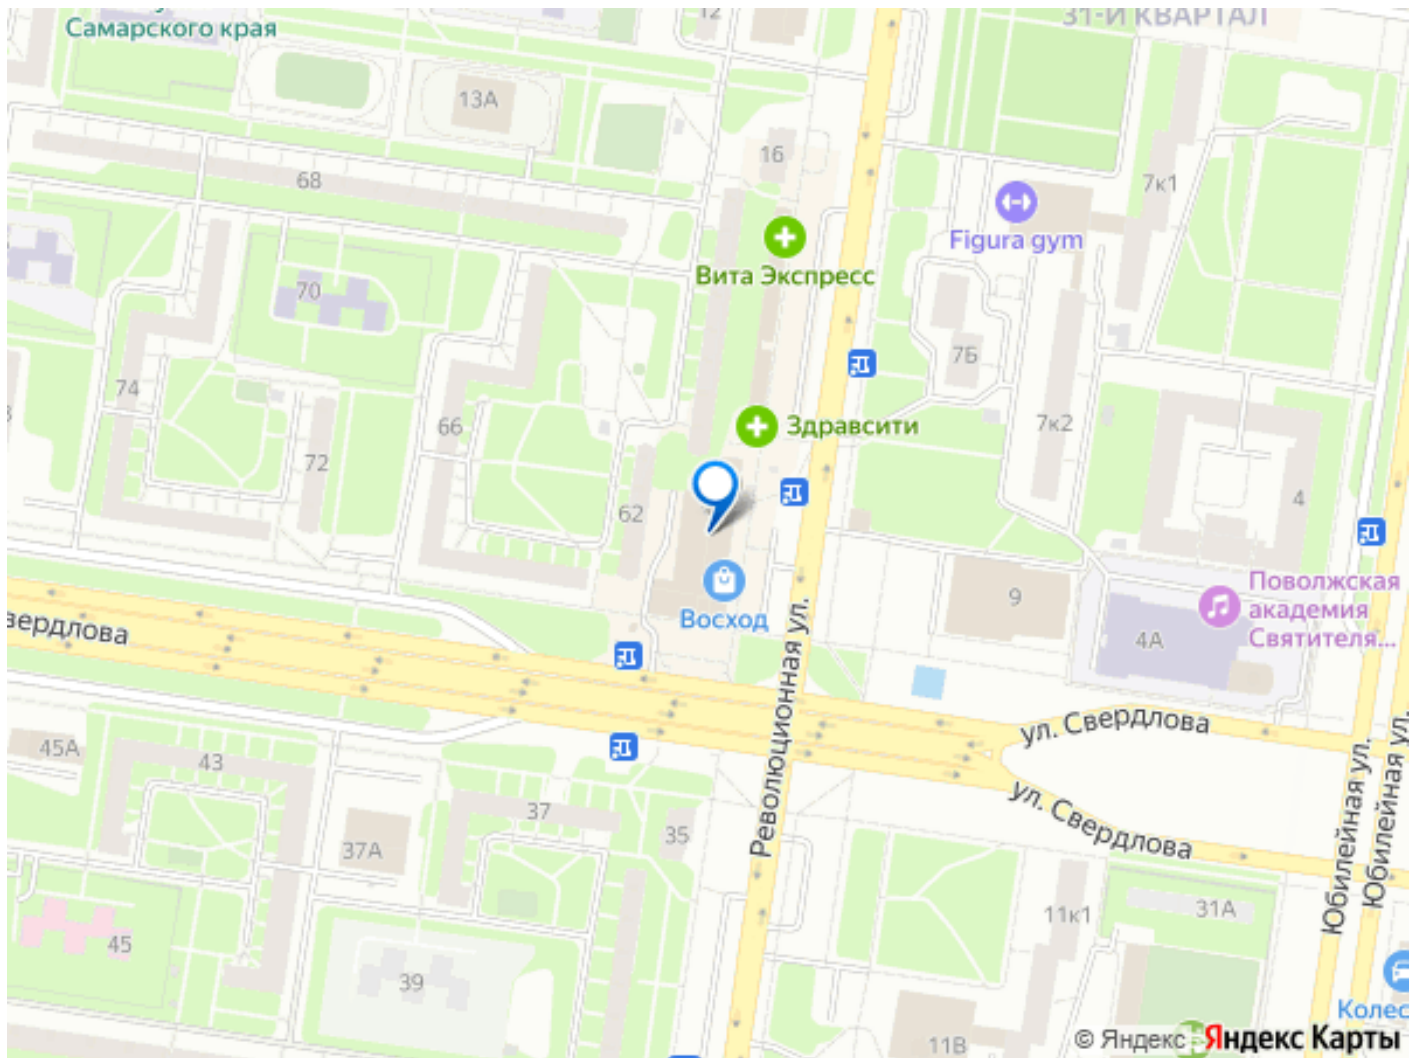 Самарского края
12
31-Й КВАРТАЛ
13А
16
68
7к1
Figura gym
Вита Экспресс
70
7Б
74
66
72
Здравсити
7к2
62
4
9
Поволжская
академия
Святителя...
4А
Восход
вердлова
Революционная ул.
ул. Свердлова
ул. Свердлова
Юбилейная ул.
Юбилейная ул.
45А
43
37
35
37А
45
39
11к1
31А
11В
Колес
© Яндекс
Яндекс Карты